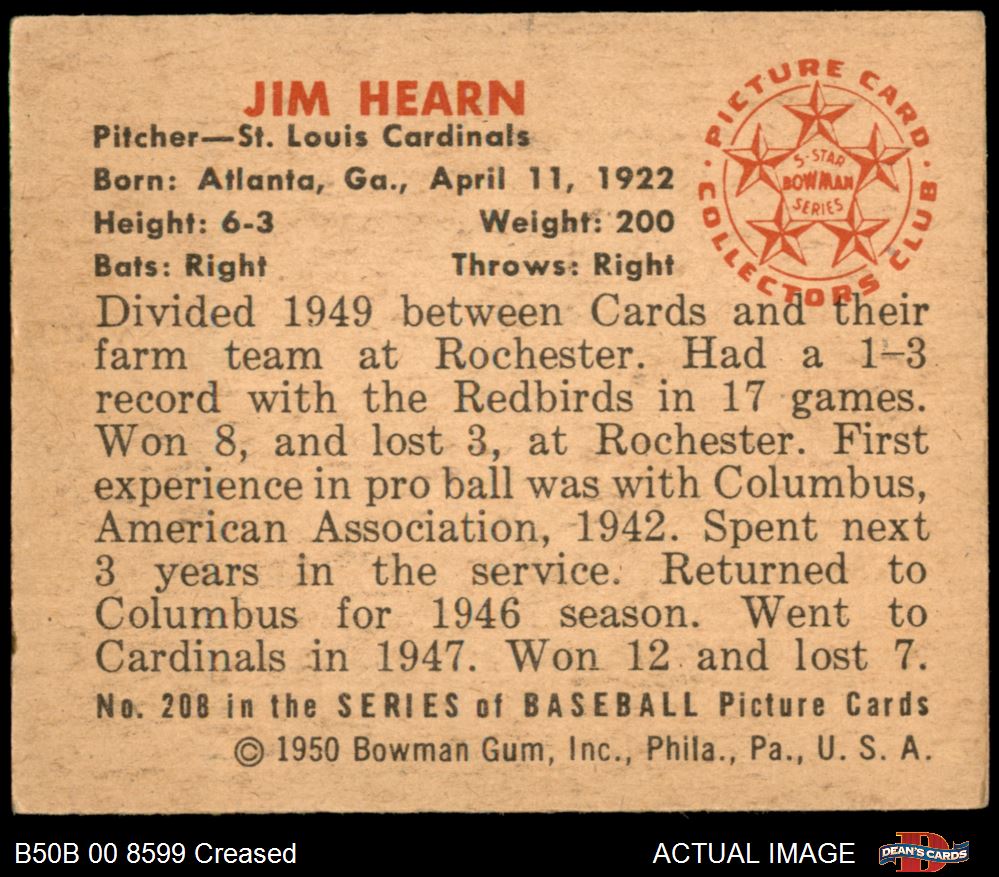 JIM HEARN
Pitcher—St. Louis Cardinals
Born: Atlanta, Ga., April 11, 1922
Height: 6-3 Weight: 200
Bats: Right Throws: Right
PICTURE CARD COLLECTORS CLUB
5-STAR
BOWMAN
SERIES
Divided 1949 between Cards and their
farm team at Rochester. Had a 1–3
record with the Redbirds in 17 games.
Won 8, and lost 3, at Rochester. First
experience in pro ball was with Columbus,
American Association, 1942. Spent next
3 years in the service. Returned to
Columbus for 1946 season. Went to
Cardinals in 1947. Won 12 and lost 7.
No. 208 in the SERIES of BASEBALL Picture Cards
© 1950 Bowman Gum, Inc., Phila., Pa., U. S. A.
B50B 00 8599 Creased ACTUAL IMAGE
D
DEAN'S CARDS